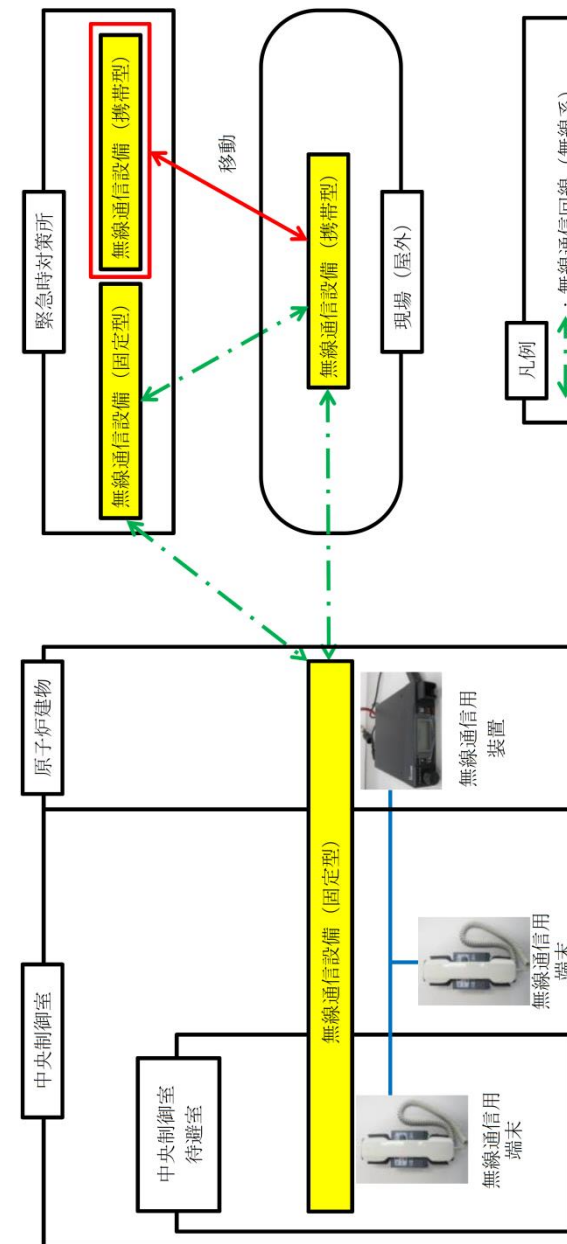 中央制御室
原子炉建物
緊急時対策所
中央制御室
待避室
無線通信設備（固定型）
無線通信設備（携帯型）
移動
無線通信設備（固定型）
無線通信設備（携帯型）
現場（屋外）
無線通信用
端末
無線通信用
端末
無線通信用
装置
凡例
：無線通信回線（無線系）